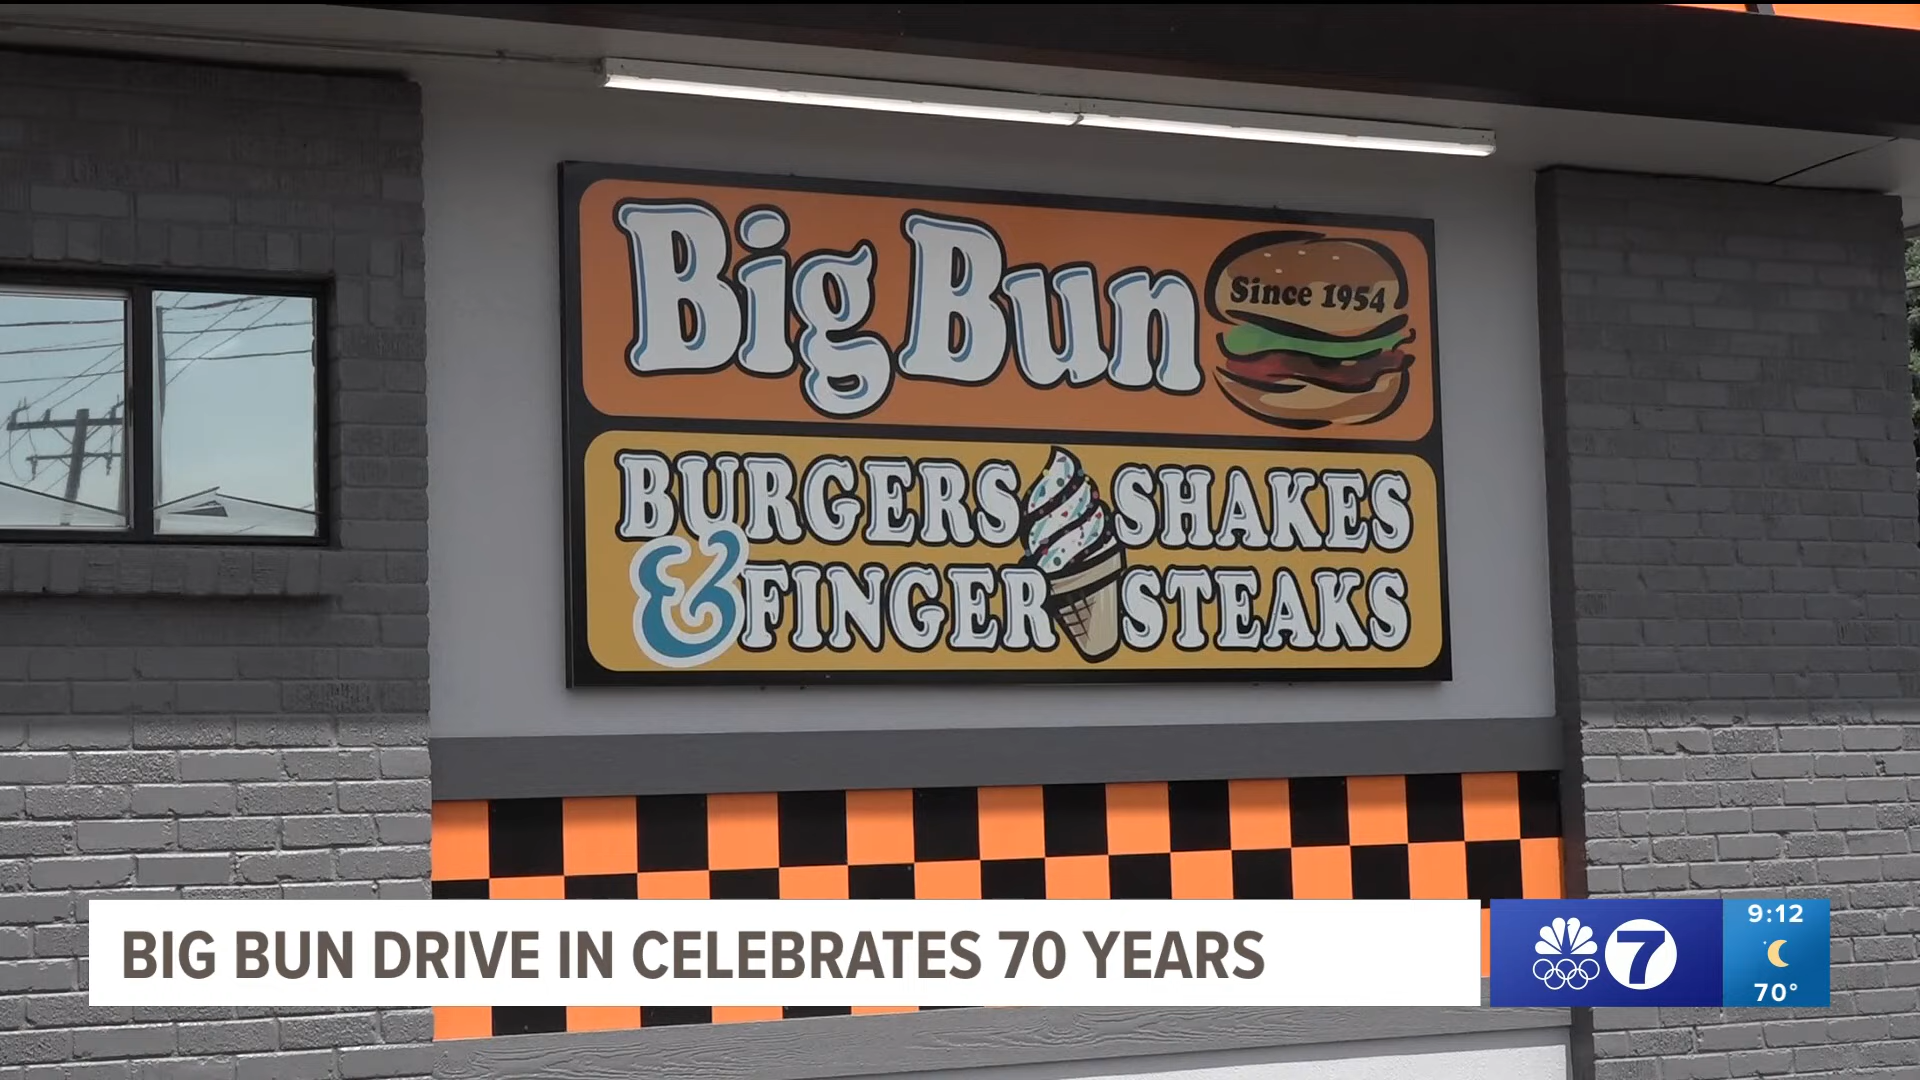 Big Bun
Since 1954
BURGERS SHAKES
& FINGER STEAKS
BIG BUN DRIVE IN CELEBRATES 70 YEARS
7
9:12
70°